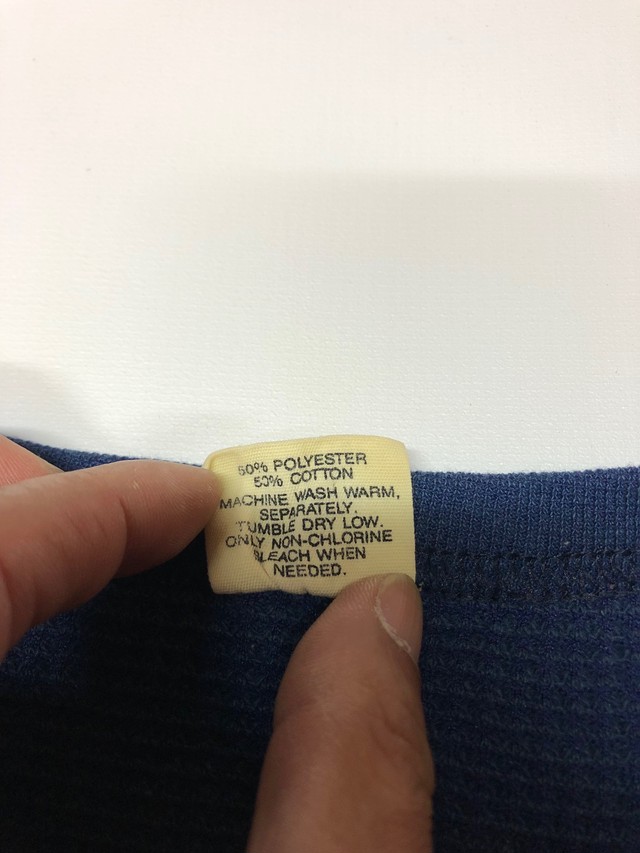 50% POLYESTER
50% COTTON
MACHINE WASH WARM,
SEPARATELY.
TUMBLE DRY LOW.
ONLY NON-CHLORINE
BLEACH WHEN
NEEDED.